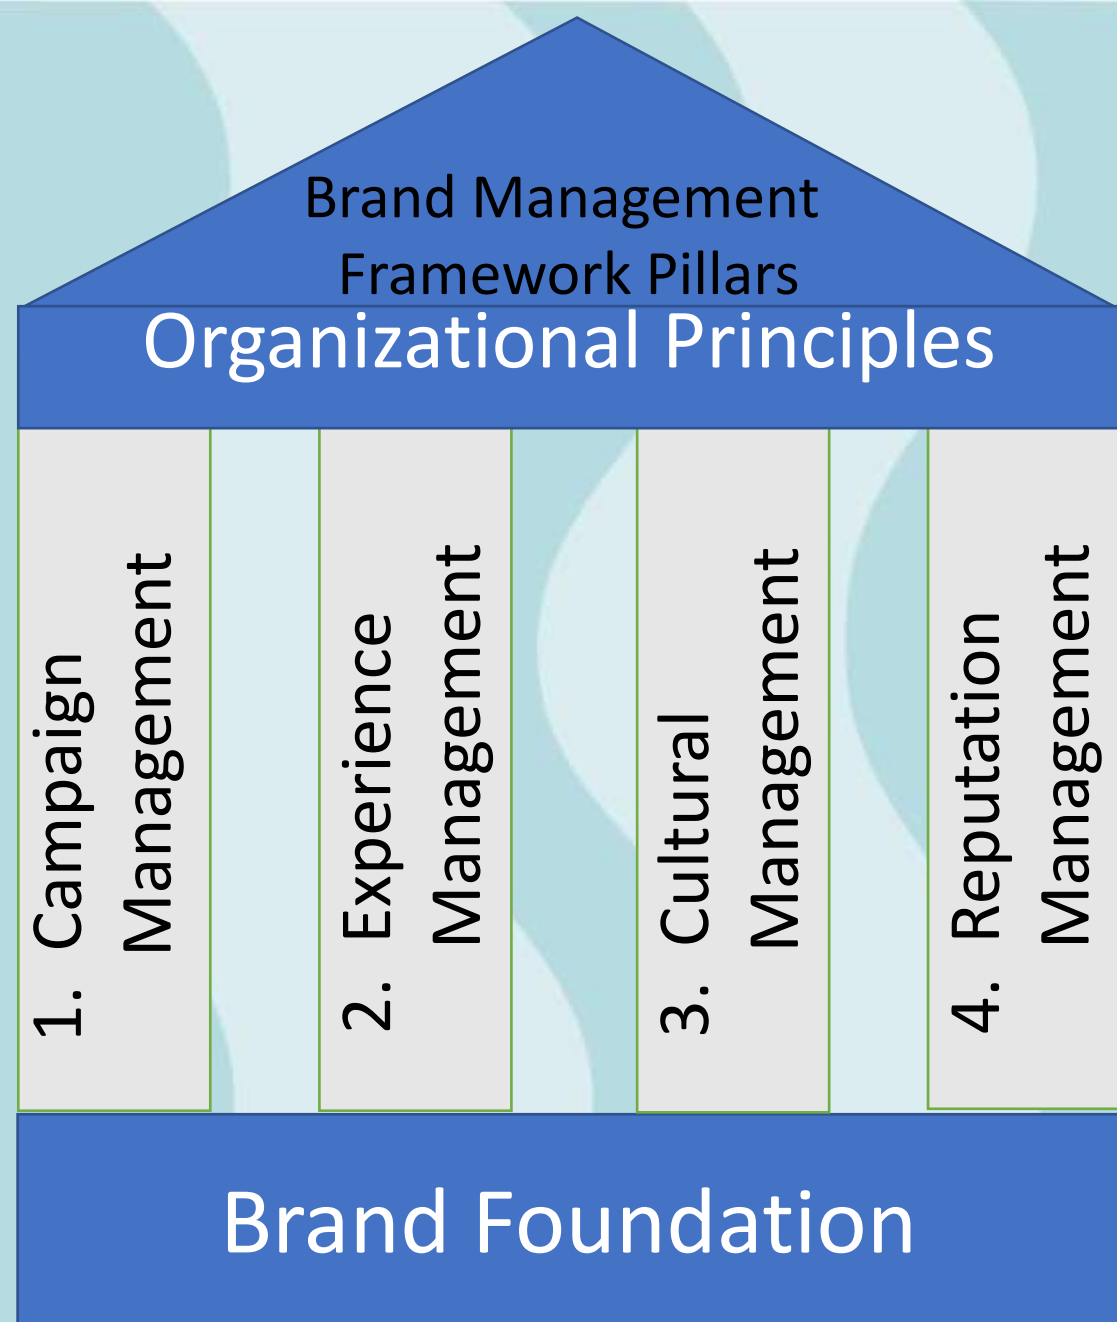 Brand Management
Framework Pillars
Organizational Principles
1. Campaign
Management
2. Experience
Management
3. Cultural
Management
4. Reputation
Management
Brand Foundation